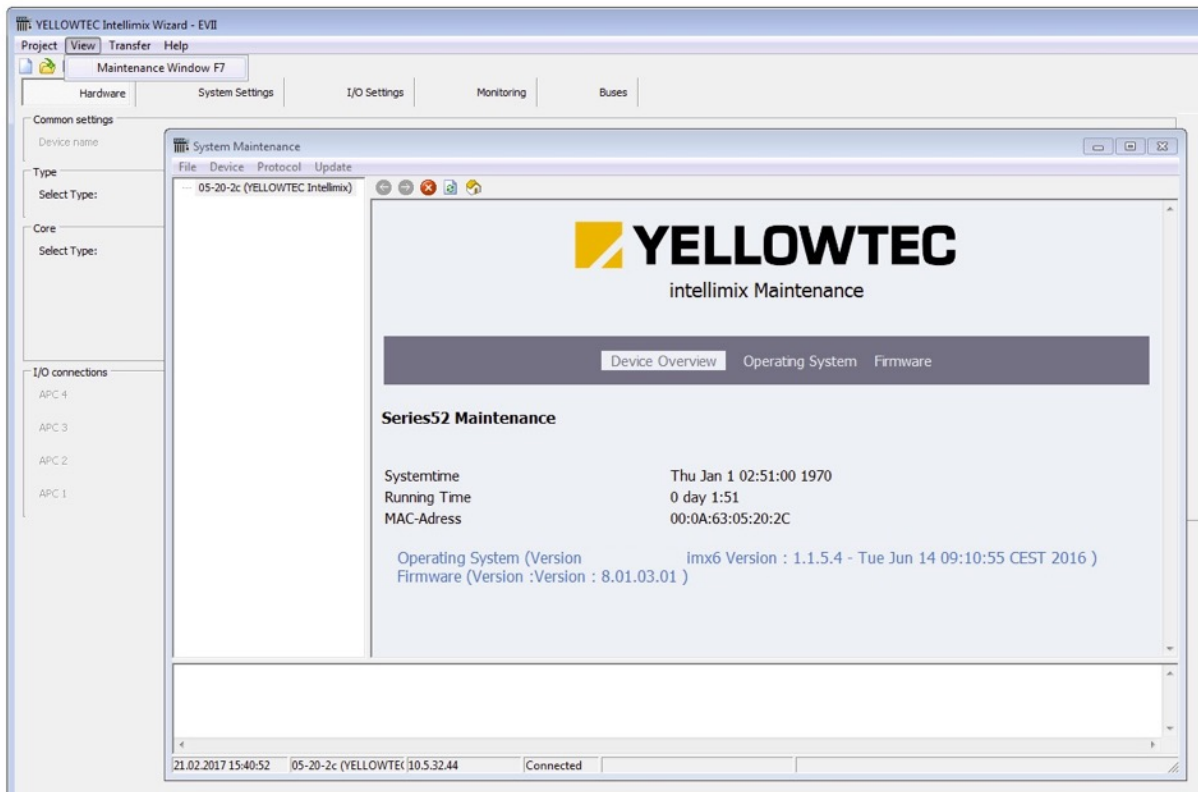 YELLOWTEC Intellimix Wizard - EVII
Project View Transfer Help
Maintenance Window F7
Hardware System Settings I/O Settings Monitoring Buses
Common settings
Device name
Type
Select Type:
Core
Select Type:
I/O connections
APC 4
APC 3
APC 2
APC 1
System Maintenance
File Device Protocol Update
05-20-2c (YELLOWTEC Intellimix)
YELLOWTEC
intellimix Maintenance
Device Overview Operating System Firmware
Series52 Maintenance
Systemtime Thu Jan 1 02:51:00 1970
Running Time 0 day 1:51
MAC-Adress 00:0A:63:05:20:2C
Operating System (Version imx6 Version : 1.1.5.4 - Tue Jun 14 09:10:55 CEST 2016 )
Firmware (Version :Version : 8.01.03.01 )
21.02.2017 15:40:52 05-20-2c (YELLOWTE( 10.5.32.44 Connected